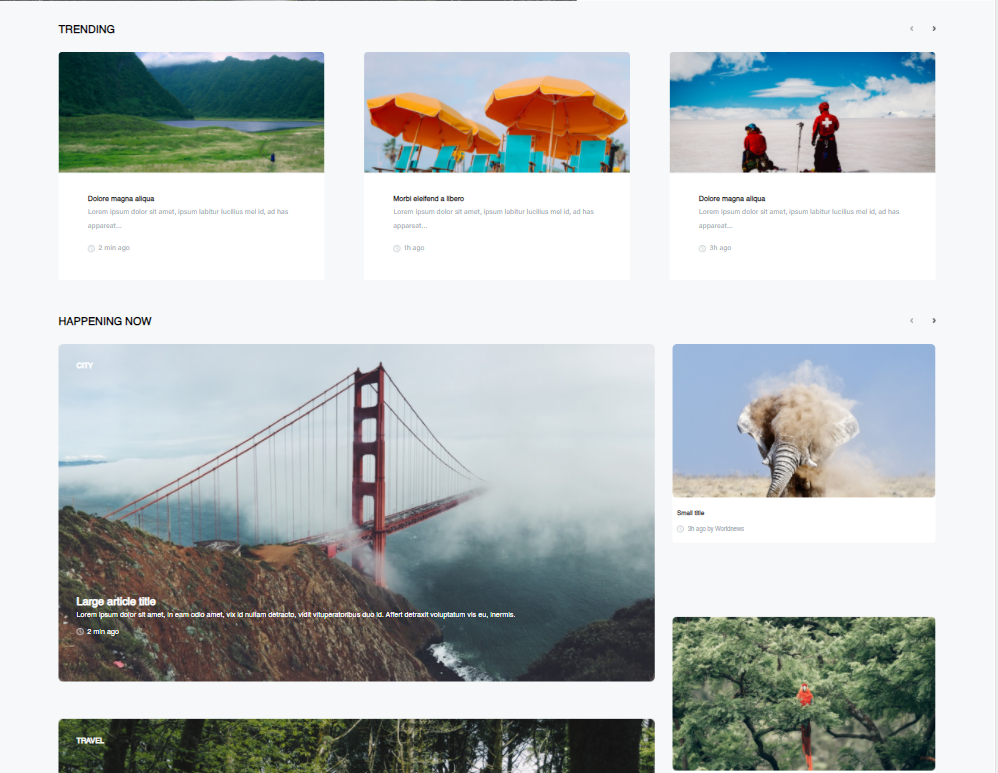 TRENDING
Dolore magna aliqua
Lorem ipsum dolor sit amet, ipsum labitur lucilius mel id, ad has
appareat...
2 min ago
Morbi eleifend a libero
Lorem ipsum dolor sit amet, ipsum labitur lucilius mel id, ad has
appareat...
1h ago
Dolore magna aliqua
Lorem ipsum dolor sit amet, ipsum labitur lucilius mel id, ad has
appareat...
3h ago
HAPPENING NOW
CITY
Large article title
Lorem ipsum dolor sit amet, in eam odio amet, vix id nullam detracto, vidit vituperatoribus duo id. Affert detraxit voluptatum vis eu, inermis.
2 min ago
Small title
3h ago by Worldnews
TRAVEL